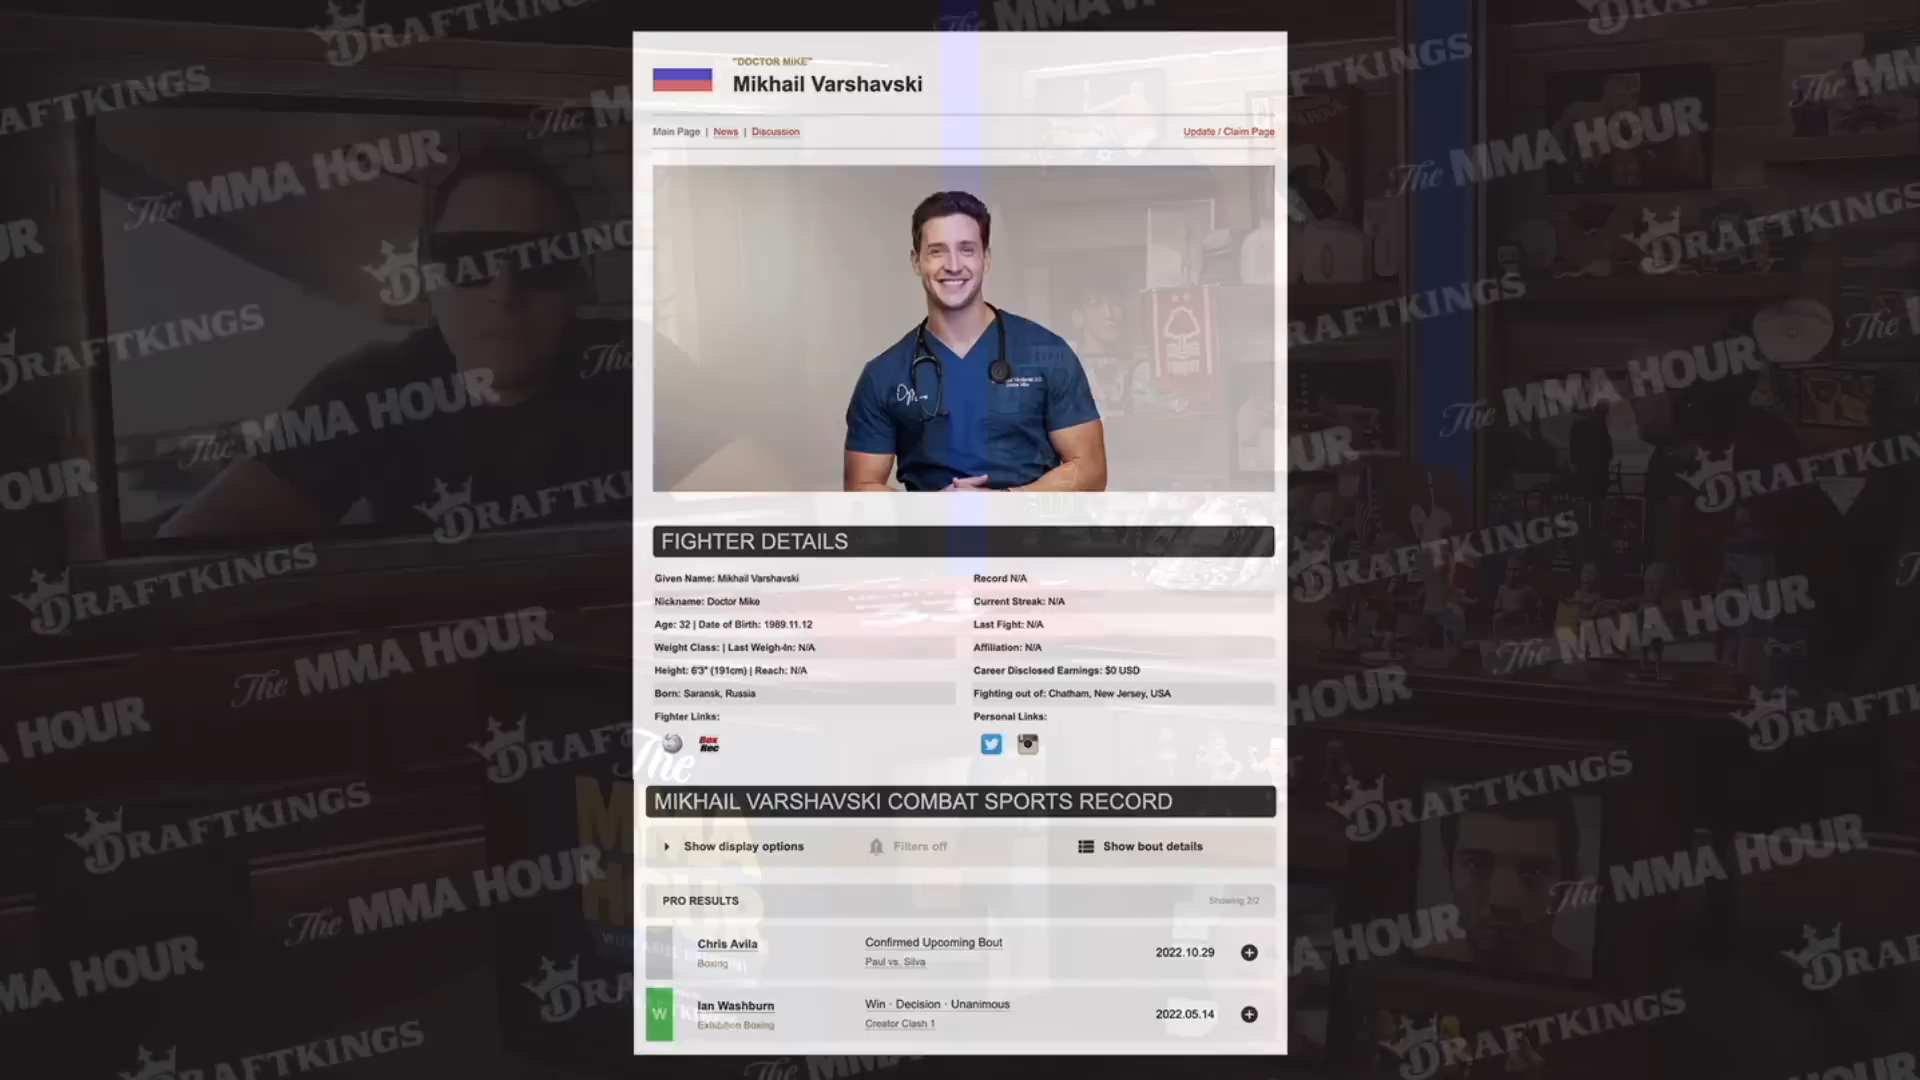 "DOCTOR MIKE"
Mikhail Varshavski
Main Page | News | Discussion
Update / Claim Page
FIGHTER DETAILS
Given Name: Mikhail Varshavski
Nickname: Doctor Mike
Age: 32 | Date of Birth: 1989.11.12
Weight Class: | Last Weigh-In: N/A
Height: 6'3" (191cm) | Reach: N/A
Born: Saransk, Russia
Fighter Links:
Box
Rec
Record N/A
Current Streak: N/A
Last Fight: N/A
Affiliation: N/A
Career Disclosed Earnings: $0 USD
Fighting out of: Chatham, New Jersey, USA
Personal Links:
MIKHAIL VARSHAVSKI COMBAT SPORTS RECORD
Show display options
Filters off
Show bout details
PRO RESULTS
Showing 2/2
Chris Avila
Boxing
Confirmed Upcoming Bout
Paul vs. Silva
2022.10.29
W
Ian Washburn
Exhibition Boxing
Win · Decision · Unanimous
Creator Clash 1
2022.05.14
The MMA HOUR
DRAFTKINGS